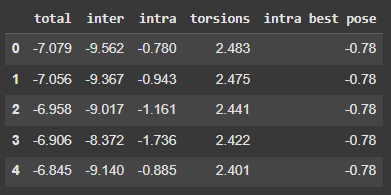 total inter intra torsions intra best pose
0 -7.079 -9.562 -0.780 2.483 -0.78
1 -7.056 -9.367 -0.943 2.475 -0.78
2 -6.958 -9.017 -1.161 2.441 -0.78
3 -6.906 -8.372 -1.736 2.422 -0.78
4 -6.845 -9.140 -0.885 2.401 -0.78